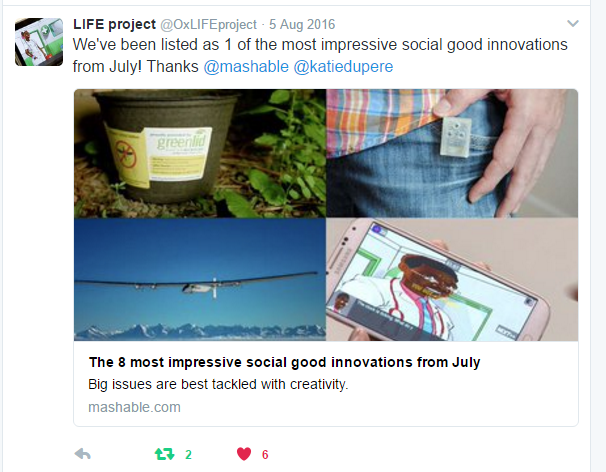 LIFE project @OxLIFEproject · 5 Aug 2016
We've been listed as 1 of the most impressive social good innovations
from July! Thanks @mashable @katiedupere
greenlid
SAMSUNG
The 8 most impressive social good innovations from July
Big issues are best tackled with creativity.
mashable.com
2
6